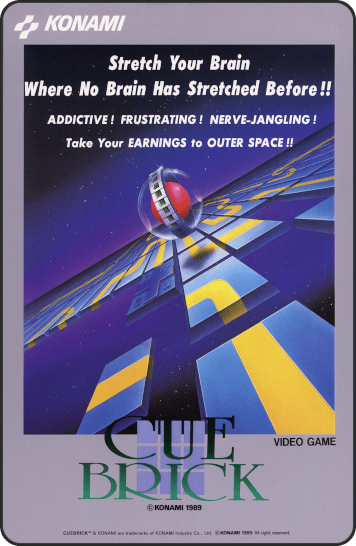 KONAMI
Stretch Your Brain
Where No Brain Has Stretched Before!!
ADDICTIVE! FRUSTRATING! NERVE-JANGLING!
Take Your EARNINGS to OUTER SPACE!!
CUE
BRICK
VIDEO GAME
©KONAMI 1989
CUEBRICK™ & KONAMI are trademarks of KONAMI Industry Co., Ltd. ©KONAMI 1989 All right reserved